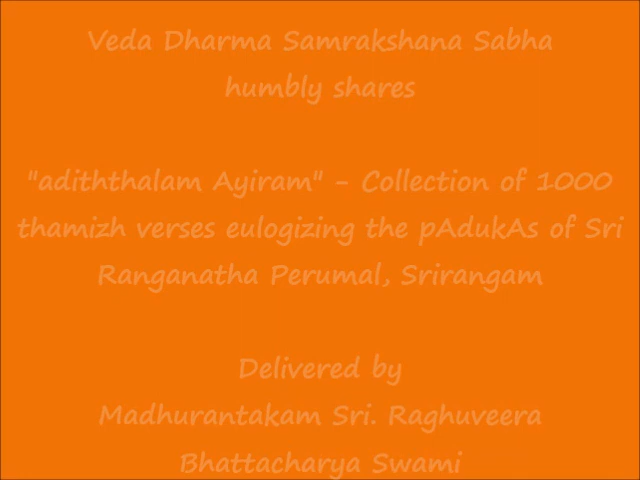 Veda Dharma Samrakshana Sabha
humbly shares
"adiththalam Ayiram" - Collection of 1000
thamizh verses eulogizing the pAdukAs of Sri
Ranganatha Perumal, Srirangam
Delivered by
Madhurantakam Sri. Raghuveera
Bhattacharya Swami